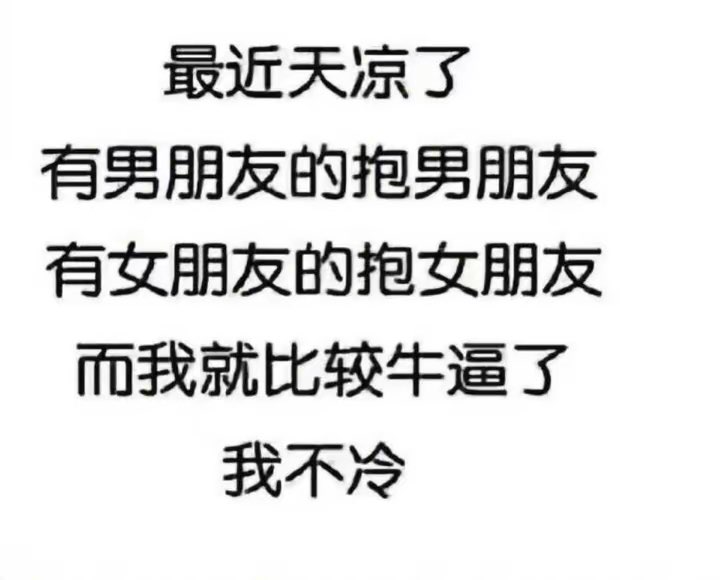 最近天凉了
有男朋友的抱男朋友
有女朋友的抱女朋友
而我就比较牛逼了
我不冷